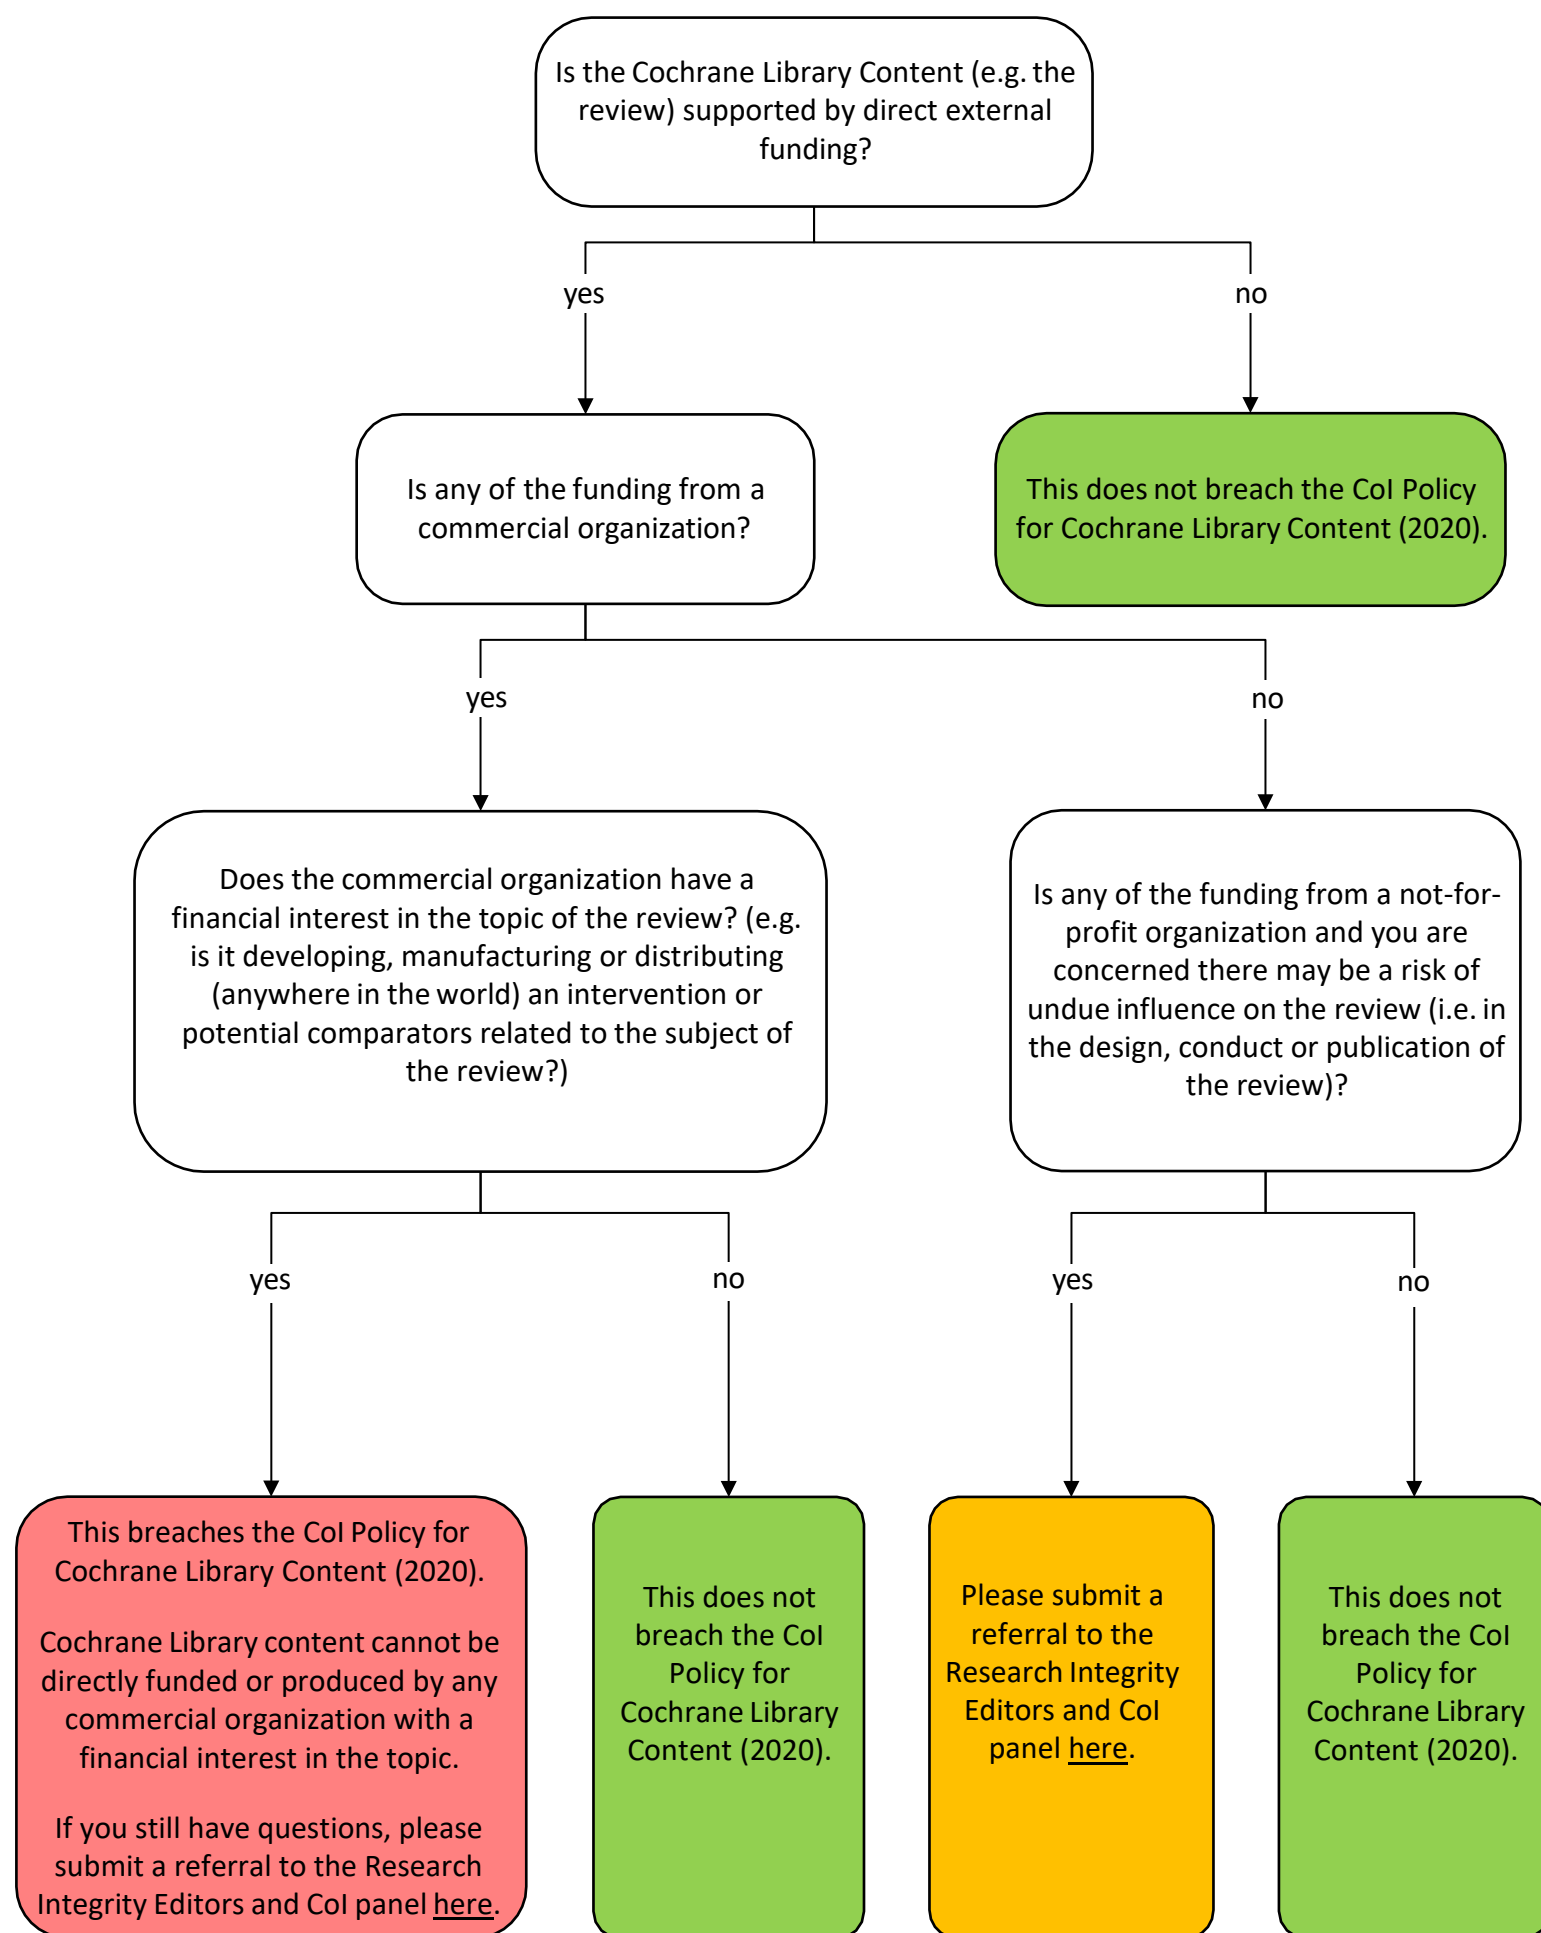 Is the Cochrane Library Content (e.g. the
review) supported by direct external
funding?
yes
no
Is any of the funding from a
commercial organization?
This does not breach the CoI Policy
for Cochrane Library Content (2020).
yes
no
Does the commercial organization have a
financial interest in the topic of the review? (e.g.
is it developing, manufacturing or distributing
(anywhere in the world) an intervention or
potential comparators related to the subject of
the review?)
Is any of the funding from a not-for-
profit organization and you are
concerned there may be a risk of
undue influence on the review (i.e. in
the design, conduct or publication of
the review)?
yes
no
yes
no
This breaches the CoI Policy for
Cochrane Library Content (2020).
Cochrane Library content cannot be
directly funded or produced by any
commercial organization with a
financial interest in the topic.
If you still have questions, please
submit a referral to the Research
Integrity Editors and CoI panel here.
This does not
breach the CoI
Policy for
Cochrane Library
Content (2020).
Please submit a
referral to the
Research Integrity
Editors and CoI
panel here.
This does not
breach the CoI
Policy for
Cochrane Library
Content (2020).